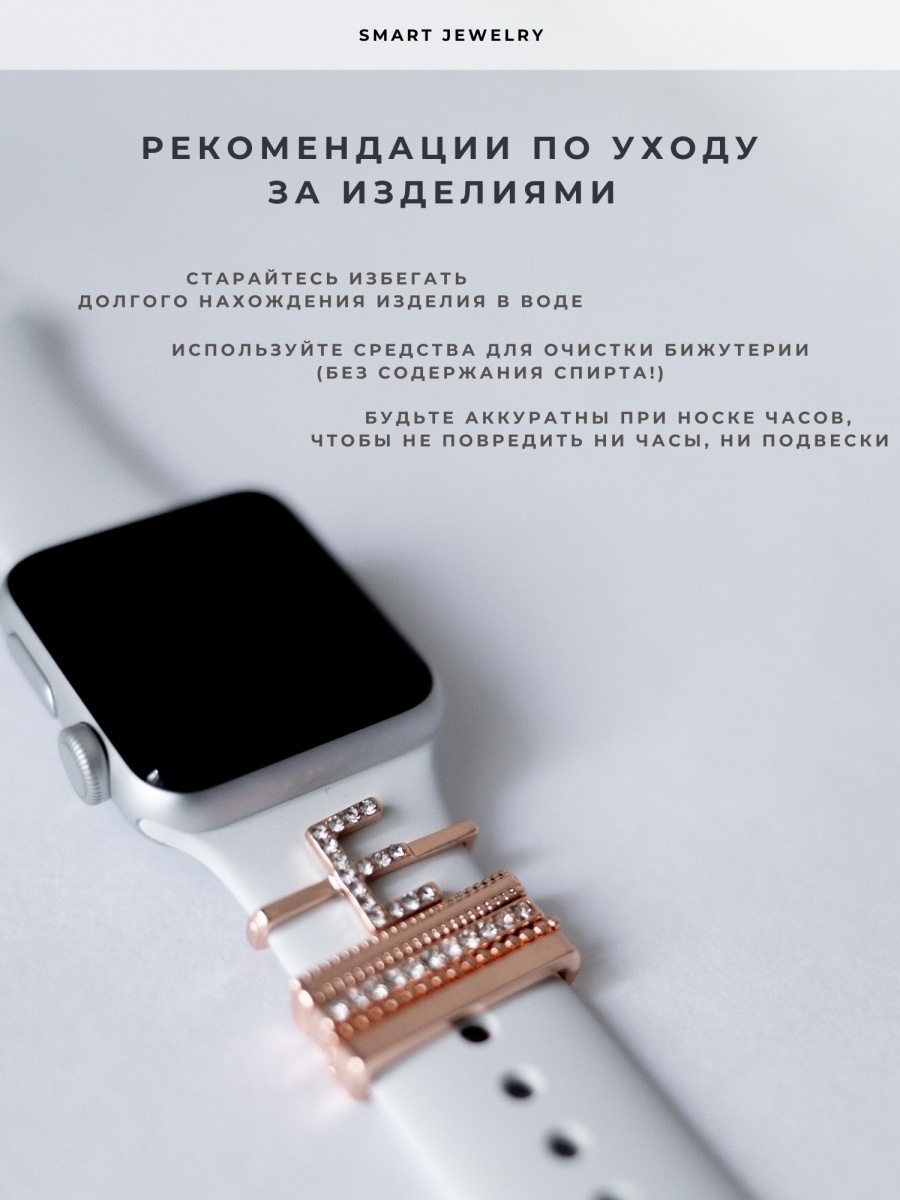 SMART JEWELRY
РЕКОМЕНДАЦИИ ПО УХОДУ
ЗА ИЗДЕЛИЯМИ
СТАРАЙТЕСЬ ИЗБЕГАТЬ
ДОЛГОГО НАХОЖДЕНИЯ ИЗДЕЛИЯ В ВОДЕ
ИСПОЛЬЗУЙТЕ СРЕДСТВА ДЛЯ ОЧИСТКИ БИЖУТЕРИИ
(БЕЗ СОДЕРЖАНИЯ СПИРТА!)
БУДЬТЕ АККУРАТНЫ ПРИ НОСКЕ ЧАСОВ,
ЧТОБЫ НЕ ПОВРЕДИТЬ НИ ЧАСЫ, НИ ПОДВЕСКИ
E